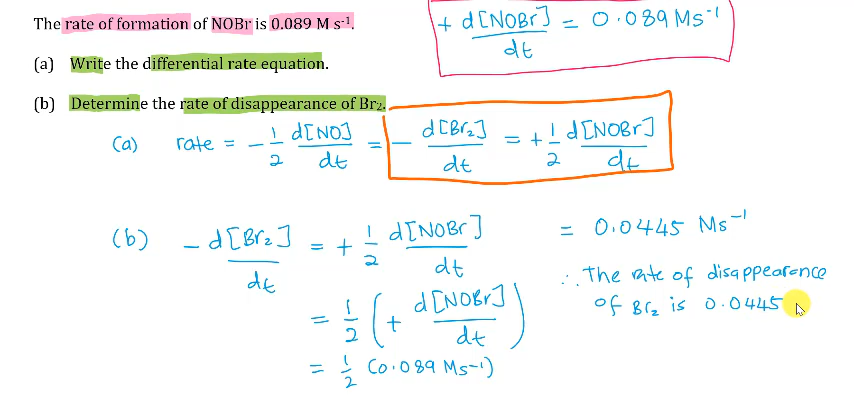 The rate of formation of NOBr is 0.089 M s⁻¹.
+ d[NOBr]/dt = 0.089 Ms⁻¹
(a) Write the differential rate equation.
(b) Determine the rate of disappearance of Br₂.
(a) rate = - 1/2 d[NO]/dt = - d[Br₂]/dt = + 1/2 d[NOBr]/dt
(b) - d[Br₂]/dt = + 1/2 d[NOBr]/dt
= 1/2 (+ d[NOBr]/dt)
= 1/2 (0.089 Ms⁻¹)
= 0.0445 Ms⁻¹
∴ The rate of disappearance
of Br₂ is 0.0445